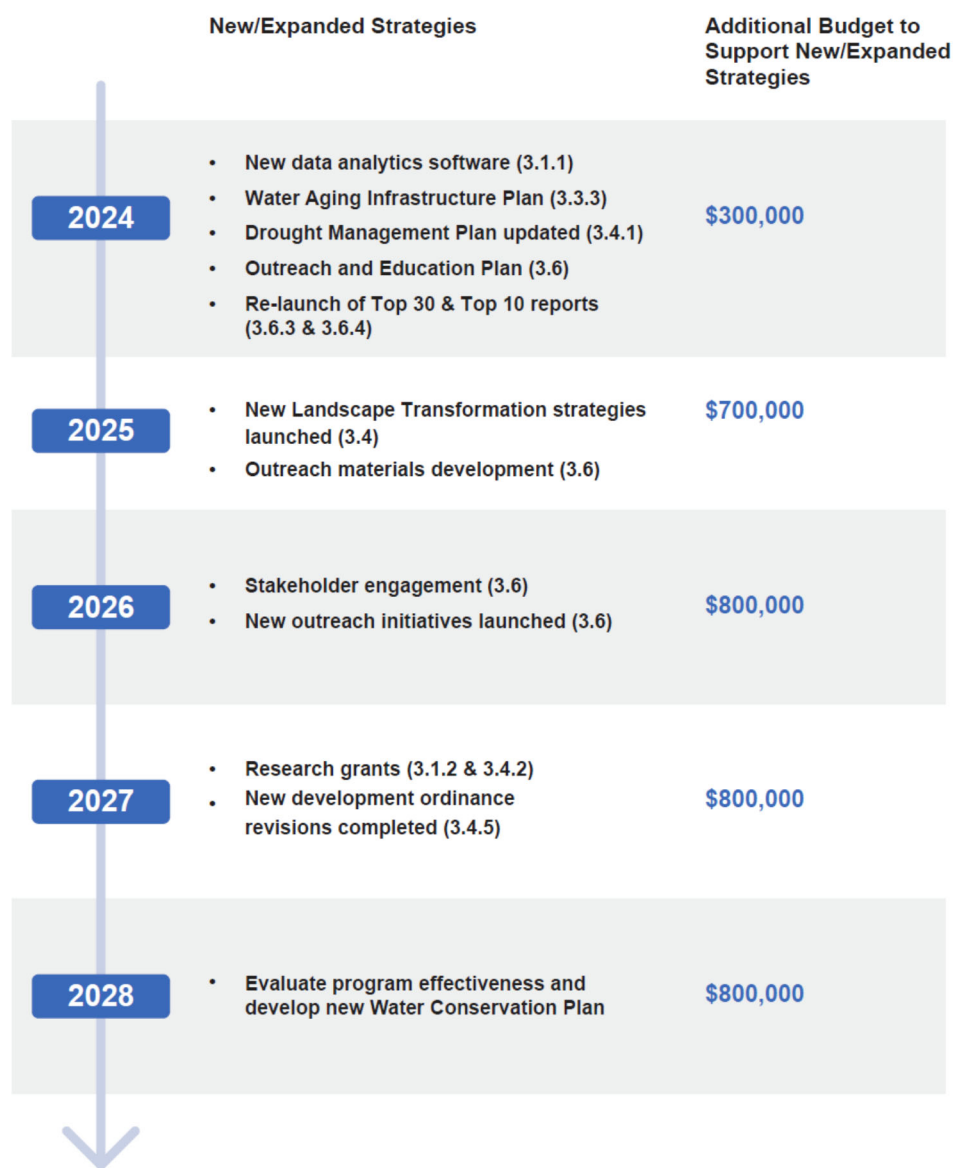 New/Expanded Strategies
Additional Budget to
Support New/Expanded
Strategies
2024
• New data analytics software (3.1.1)
• Water Aging Infrastructure Plan (3.3.3)
• Drought Management Plan updated (3.4.1)
• Outreach and Education Plan (3.6)
• Re-launch of Top 30 & Top 10 reports
(3.6.3 & 3.6.4)
$300,000
2025
• New Landscape Transformation strategies
launched (3.4)
• Outreach materials development (3.6)
$700,000
2026
• Stakeholder engagement (3.6)
• New outreach initiatives launched (3.6)
$800,000
2027
• Research grants (3.1.2 & 3.4.2)
• New development ordinance
revisions completed (3.4.5)
$800,000
2028
• Evaluate program effectiveness and
develop new Water Conservation Plan
$800,000